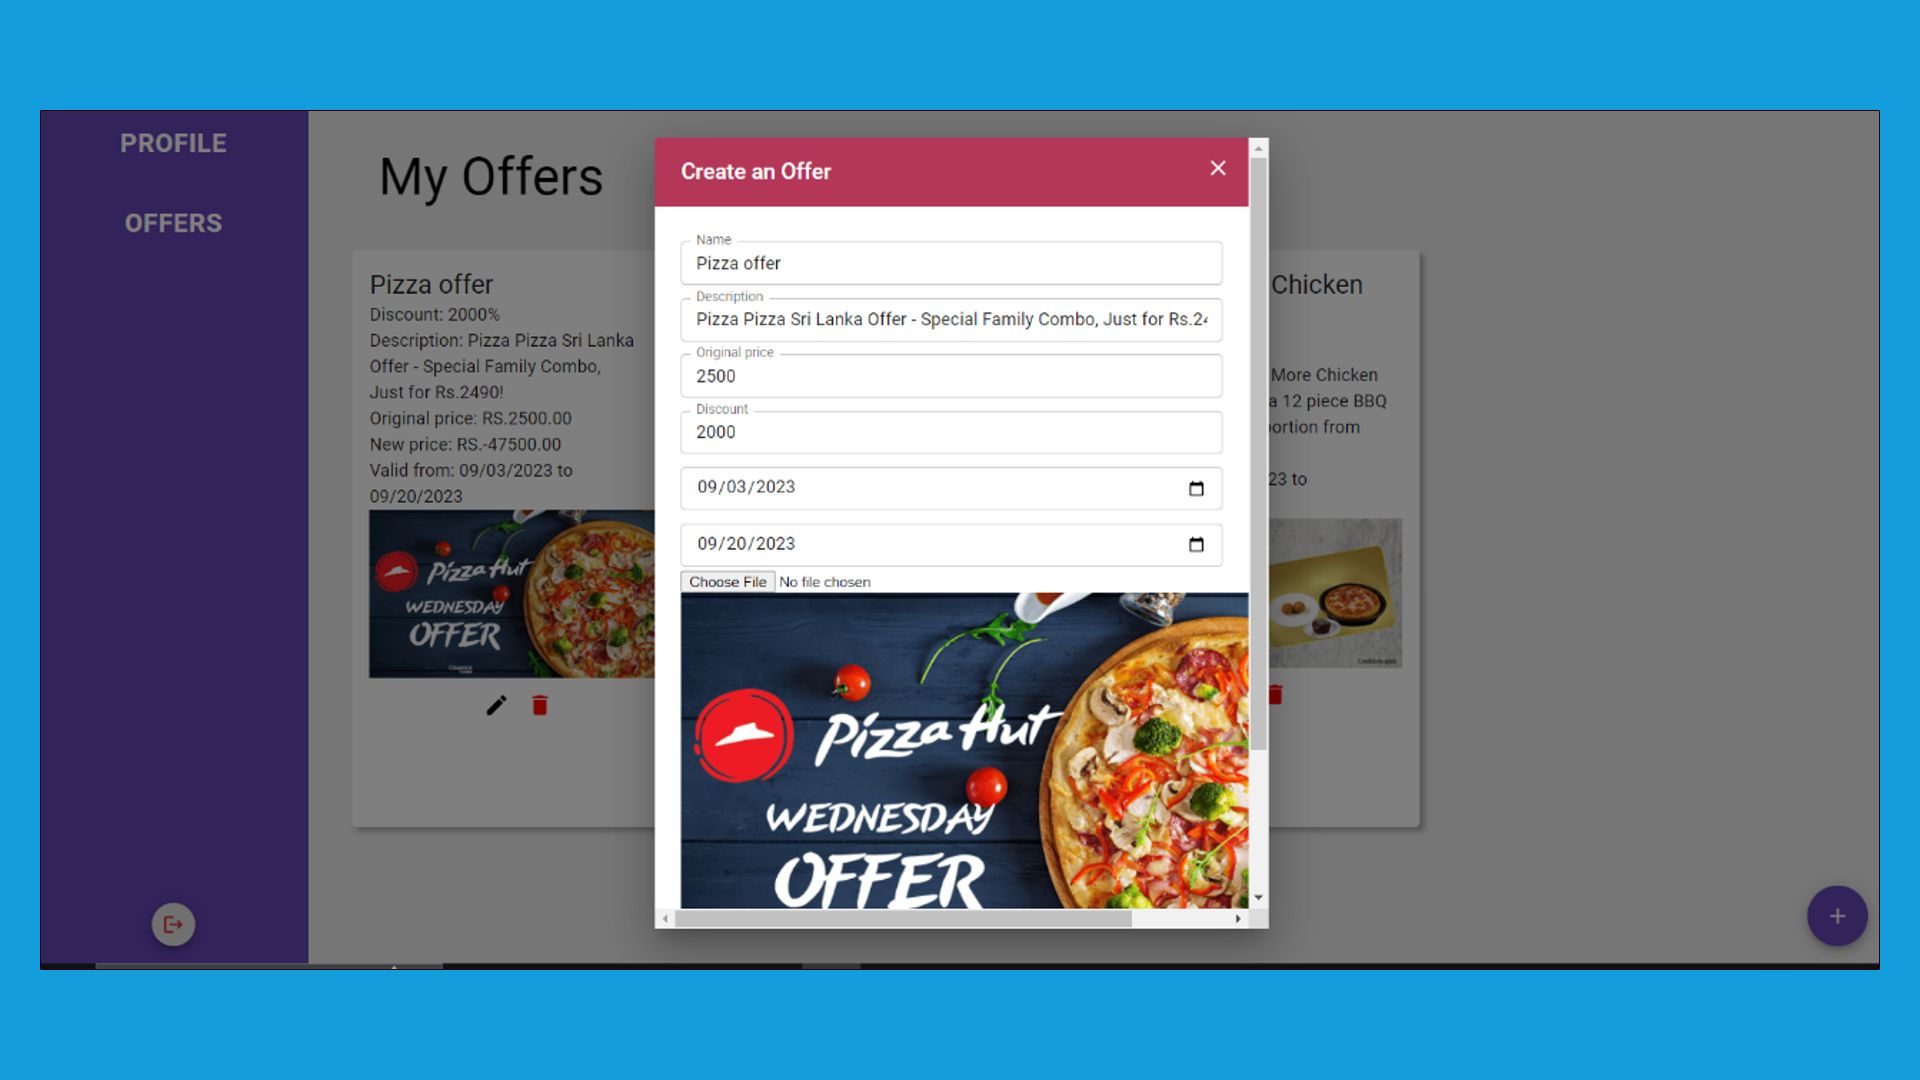 PROFILE
OFFERS
My Offers
Pizza offer
Discount: 2000%
Description: Pizza Pizza Sri Lanka
Offer - Special Family Combo,
Just for Rs.2490!
Original price: RS.2500.00
New price: RS.-47500.00
Valid from: 09/03/2023 to
09/20/2023
Pizza Hut
WEDNESDAY
OFFER
Create an Offer
Name
Pizza offer
Description
Pizza Pizza Sri Lanka Offer - Special Family Combo, Just for Rs.24
Original price
2500
Discount
2000
09/03/2023
09/20/2023
Choose File No file chosen
Pizza Hut
WEDNESDAY
OFFER
Chicken
More Chicken
a 12 piece BBQ
portion from
23 to